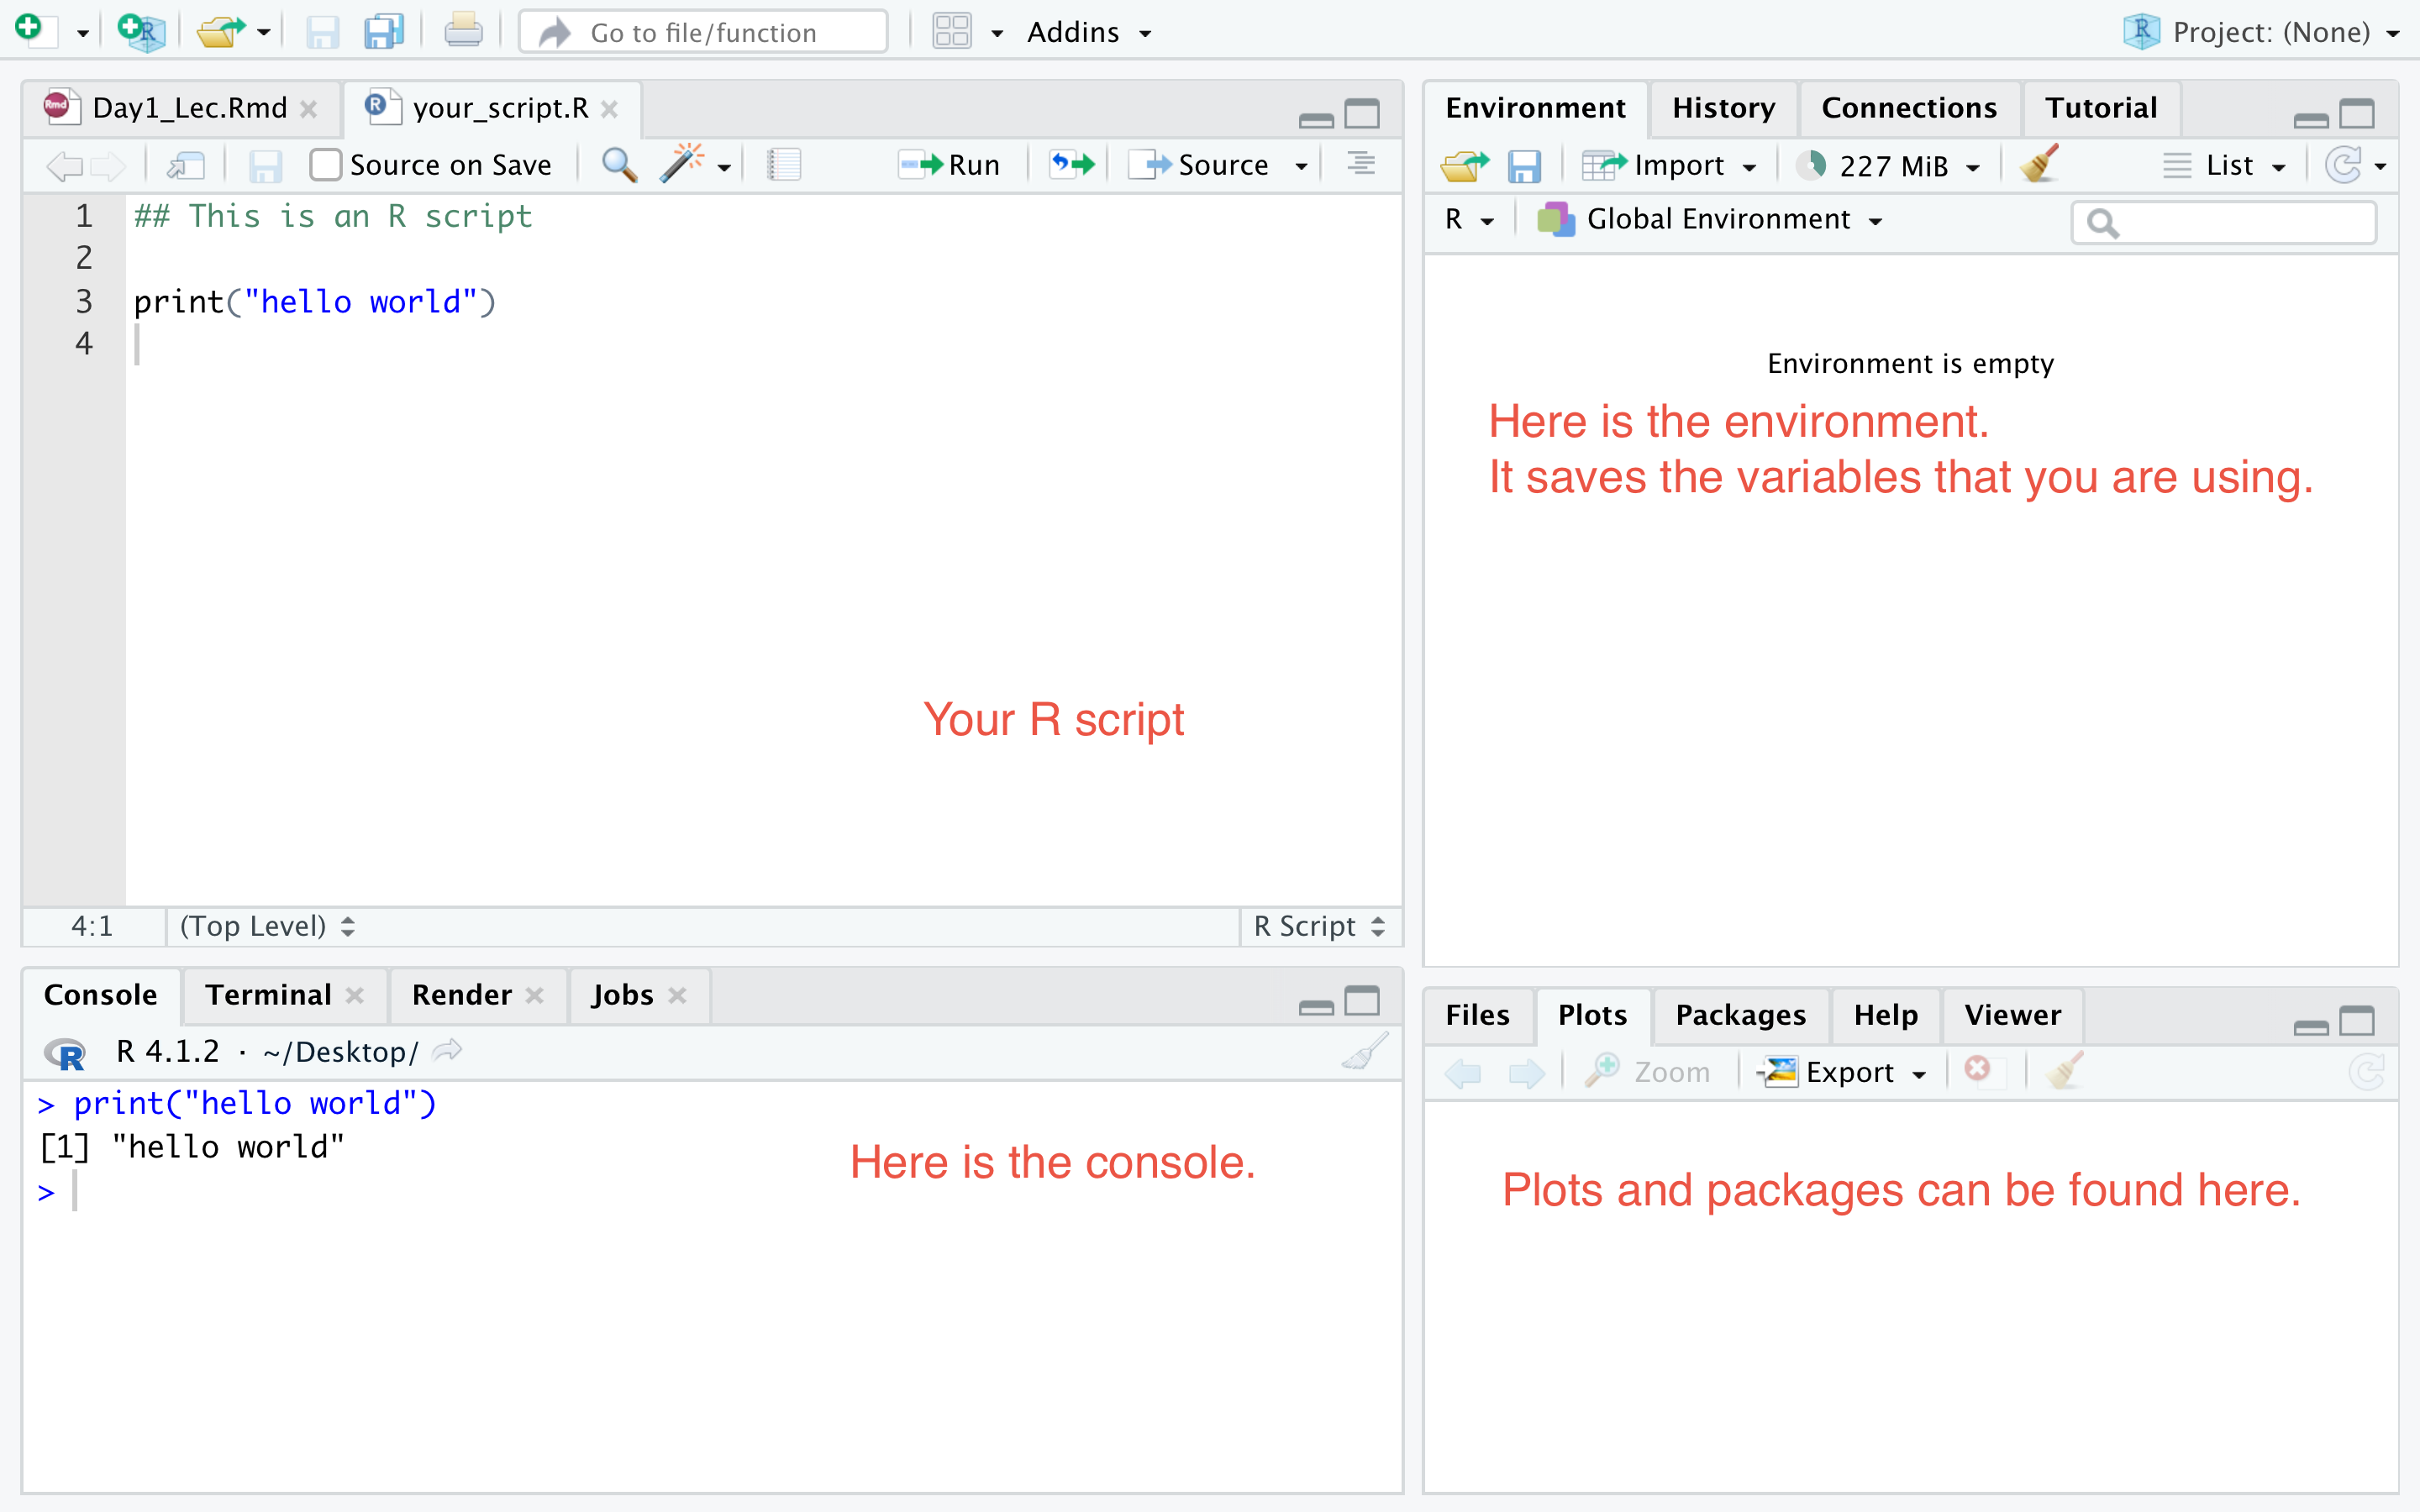 Go to file/function
Addins
Project: (None)
Day1_Lec.Rmd
your_script.R
Source on Save
Run
Source
1 ## This is an R script
2
3 print("hello world")
4
Your R script
4:1 (Top Level) R Script
Environment History Connections Tutorial
Import 227 MiB List
R Global Environment
Environment is empty
Here is the environment.
It saves the variables that you are using.
Console Terminal Render Jobs
R 4.1.2 · ~/Desktop/
> print("hello world")
[1] "hello world"
>
Here is the console.
Files Plots Packages Help Viewer
Zoom Export
Plots and packages can be found here.